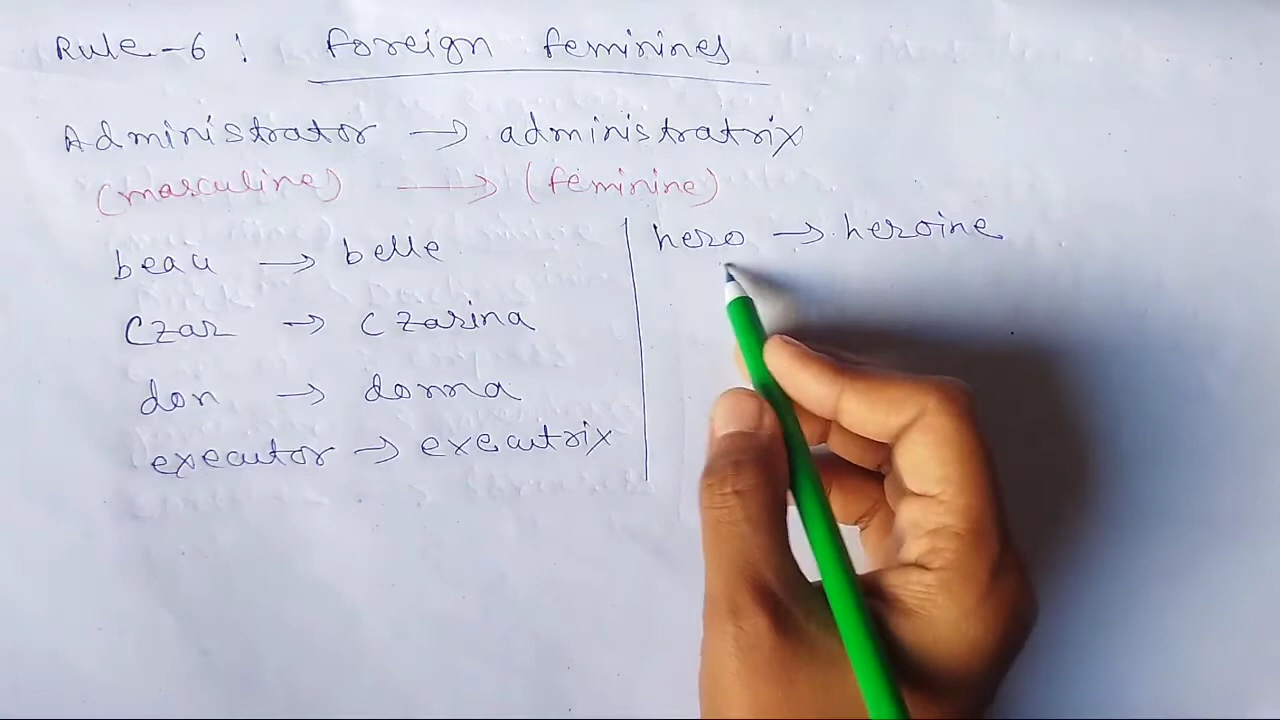 Rule-6: Foreign feminines
Administrator → administratrix
(masculine) → (feminine)
beau → belle
Czar → czarina
don → donna
executor → executrix
hero → heroine